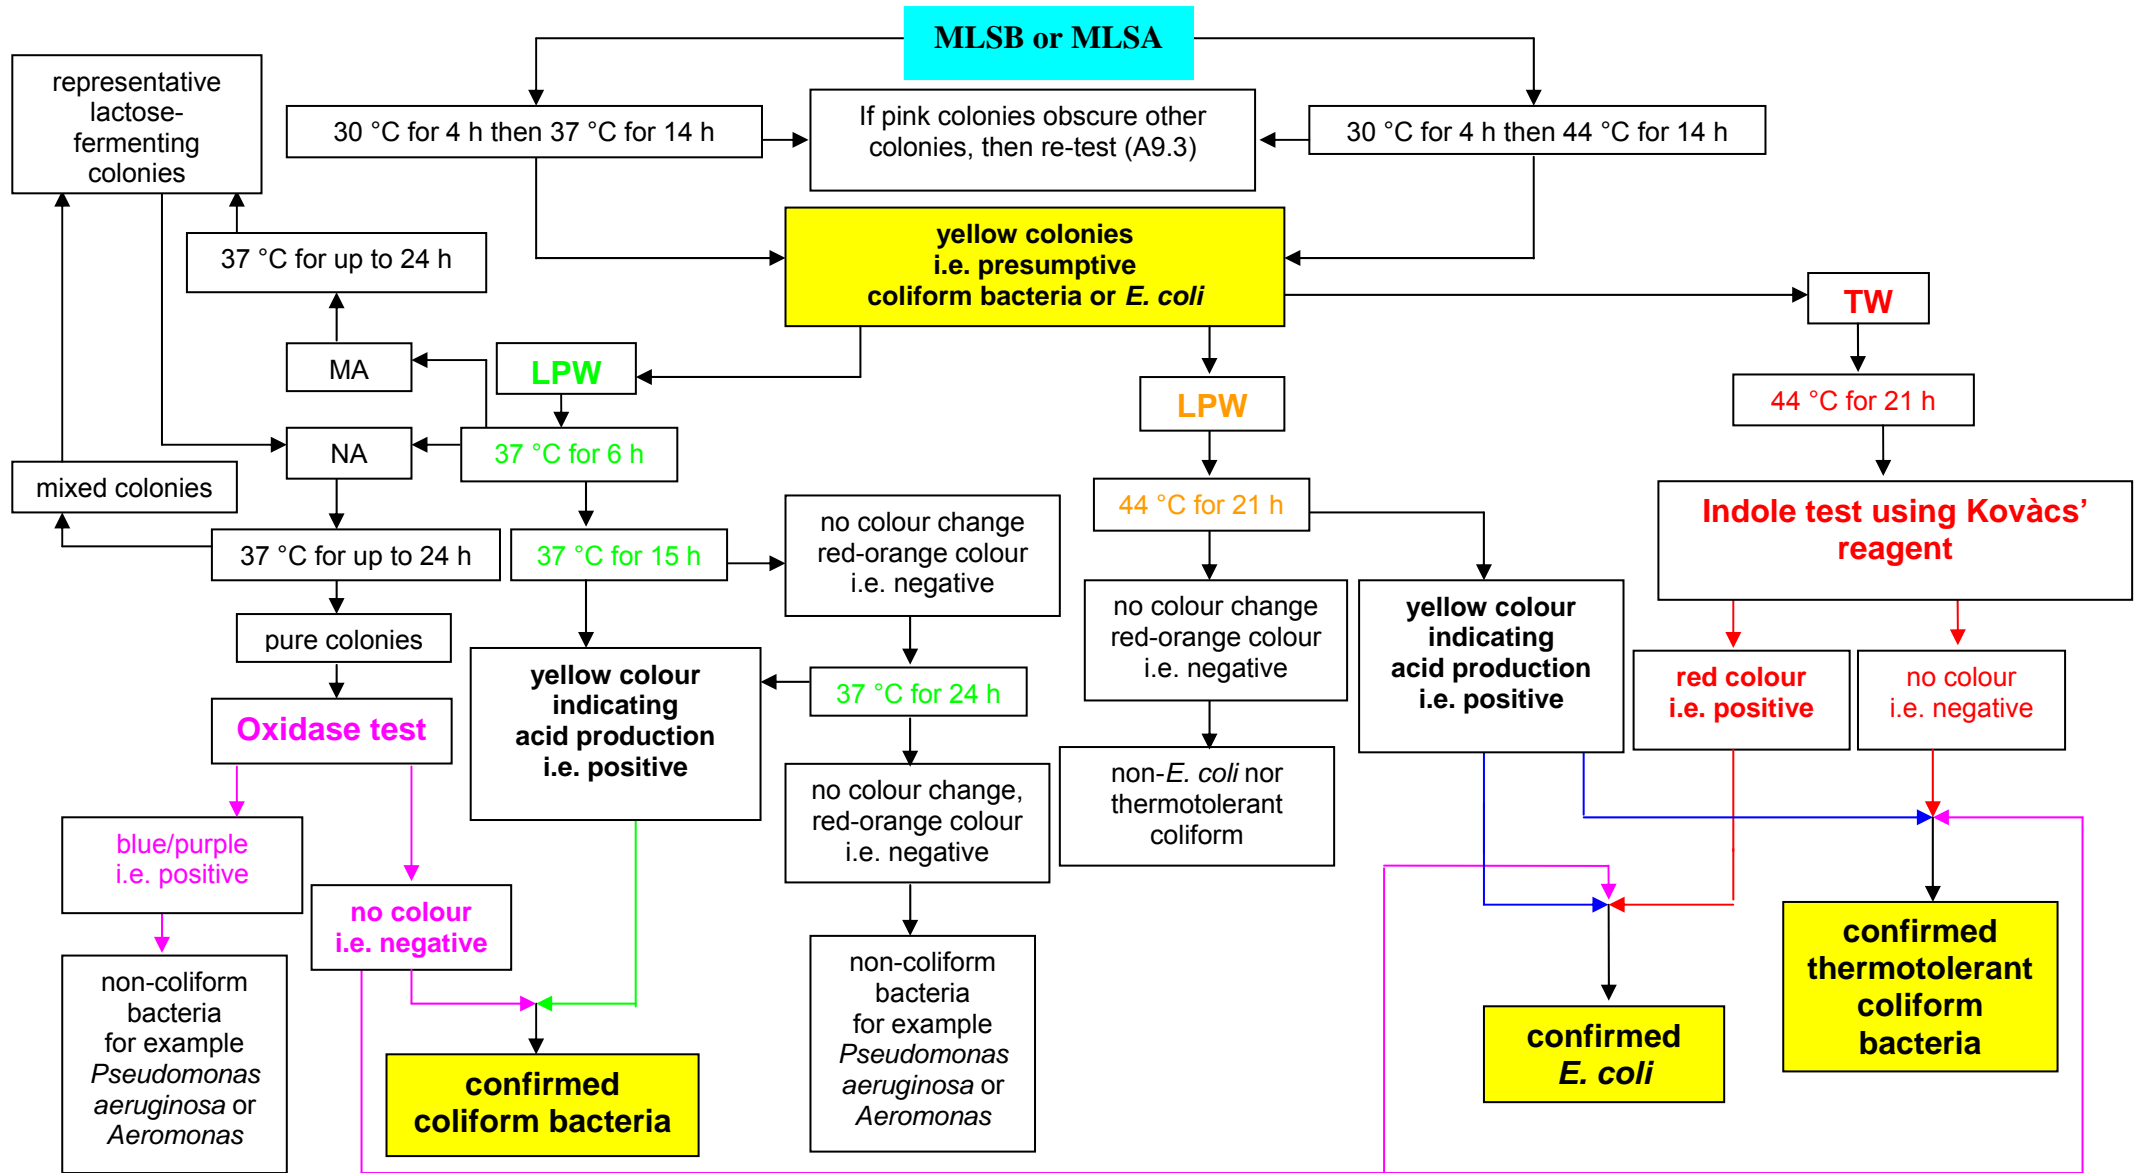 MLSB or MLSA
representative
lactose-
fermenting
colonies
30 °C for 4 h then 37 °C for 14 h
If pink colonies obscure other
colonies, then re-test (A9.3)
30 °C for 4 h then 44 °C for 14 h
37 °C for up to 24 h
yellow colonies
i.e. presumptive
coliform bacteria or E. coli
TW
MA
LPW
LPW
44 °C for 21 h
NA
37 °C for 6 h
mixed colonies
44 °C for 21 h
Indole test using Kovàcs’
reagent
37 °C for up to 24 h
37 °C for 15 h
no colour change
red-orange colour
i.e. negative
no colour change
red-orange colour
i.e. negative
yellow colour
indicating
acid production
i.e. positive
pure colonies
yellow colour
indicating
acid production
i.e. positive
37 °C for 24 h
red colour
i.e. positive
no colour
i.e. negative
Oxidase test
non-E. coli nor
thermotolerant
coliform
no colour change,
red-orange colour
i.e. negative
blue/purple
i.e. positive
no colour
i.e. negative
confirmed
thermotolerant
coliform
bacteria
non-coliform
bacteria
for example
Pseudomonas
aeruginosa or
Aeromonas
non-coliform
bacteria
for example
Pseudomonas
aeruginosa or
Aeromonas
confirmed
E. coli
confirmed
coliform bacteria